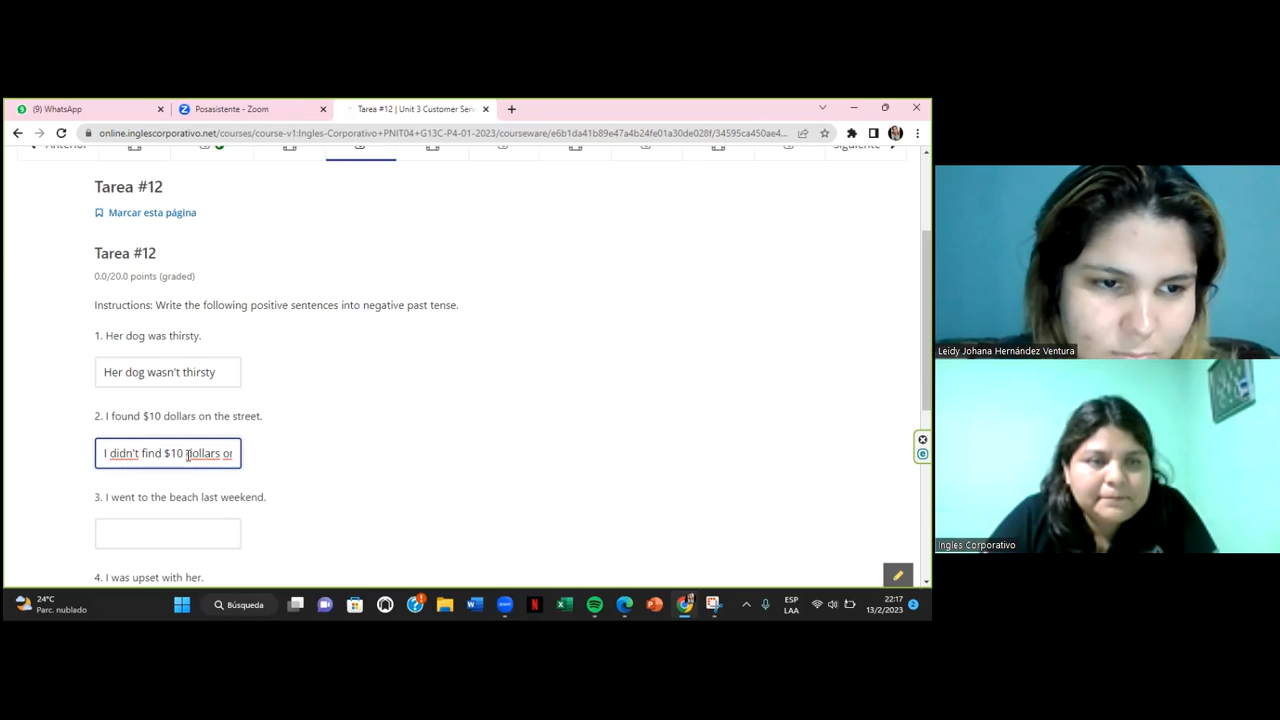 (9) WhatsApp
Posasistente - Zoom
Tarea #12 | Unit 3 Customer Serv
online.inglescorporativo.net/courses/course-v1:Ingles-Corporativo+PNIT04+G13C-P4-01-2023/courseware/e6b1da41b89e47a4b24fe01a30de028f/34595ca450ae4...
Anterior
Siguiente
Tarea #12
Marcar esta página
Tarea #12
0.0/20.0 points (graded)
Instructions: Write the following positive sentences into negative past tense.
1. Her dog was thirsty.
Her dog wasn't thirsty
2. I found $10 dollars on the street.
I didn't find $10 dollars or
3. I went to the beach last weekend.
4. I was upset with her.
Leidy Johana Hernández Ventura
Ingles Corporativo
24°C
Parc. nublado
Búsqueda
ESP
LAA
22:17
13/2/2023
2